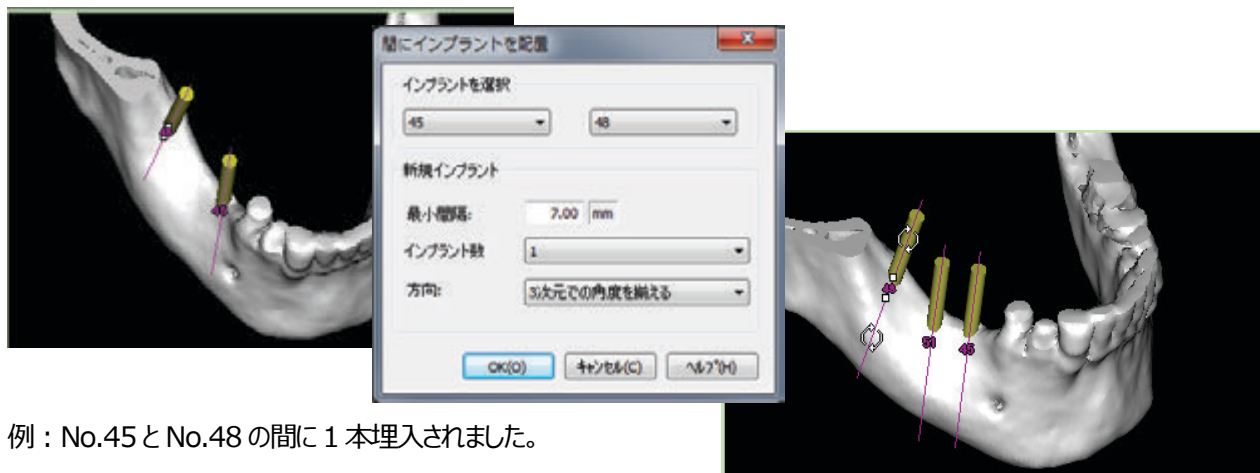 間にインプラントを配置
インプラントを選択
45
48
新規インプラント
最小間隔:
7.00 mm
インプラント数
1
方向:
3次元での角度を揃える
OK(O)
キャンセル(C)
ヘルプ(H)
51
45
例:No.45とNo.48の間に1本埋入されました。